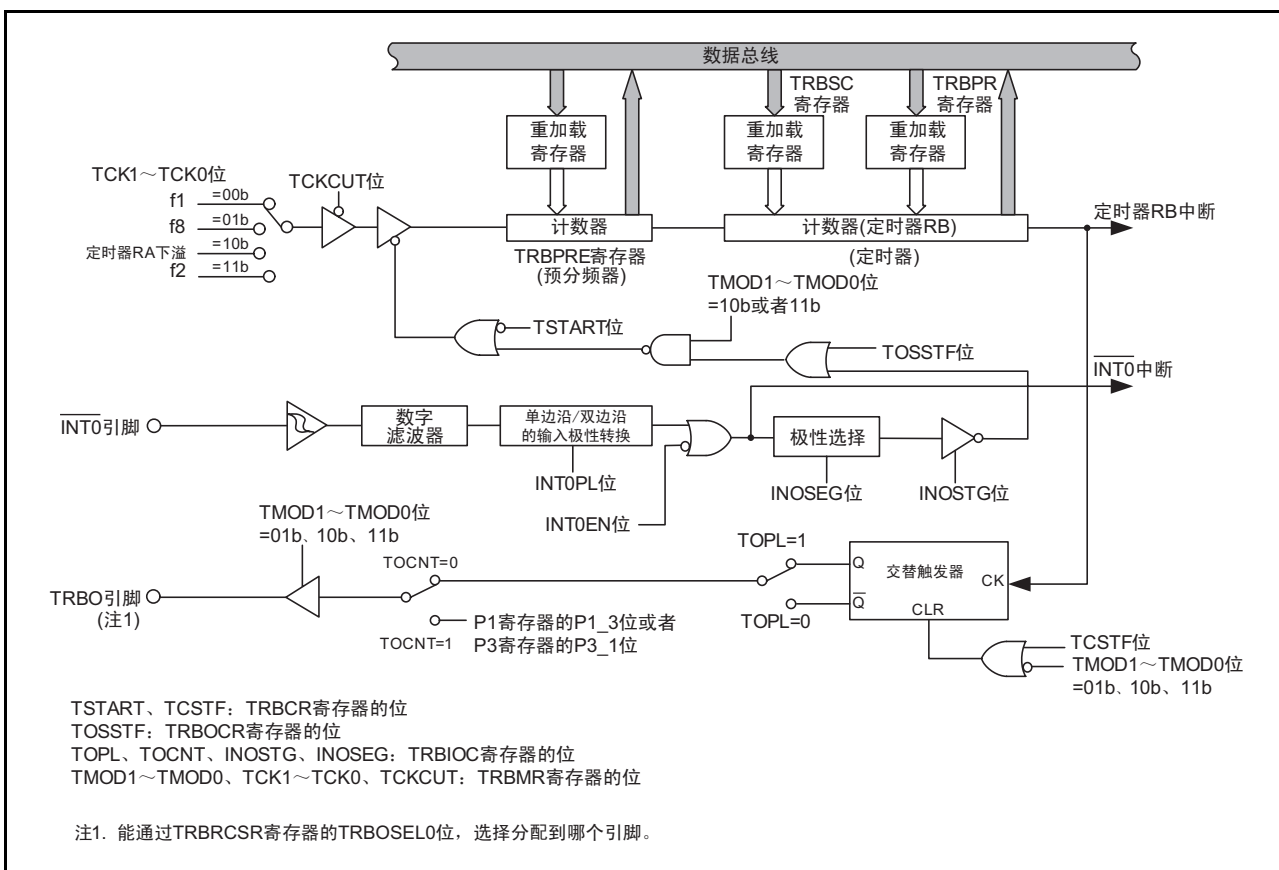 数据总线
TRBSC
寄存器
TRBPR
寄存器
重加载
寄存器
重加载
寄存器
重加载
寄存器
TCK1～TCK0位
f1
=00b
f8
=01b
定时器RA下溢
=10b
f2
=11b
TCKCUT位
计数器
TRBPRE寄存器
(预分频器)
计数器(定时器RB)
(定时器)
定时器RB中断
TMOD1～TMOD0位
=10b或者11b
TSTART位
TOSSTF位
INT0中断
INT0引脚
数字
滤波器
单边沿/双边沿
的输入极性转换
极性选择
INT0PL位
INOSEG位
INOSTG位
INT0EN位
TMOD1～TMOD0位
=01b、10b、11b
TOCNT=0
TOPL=1
Q
交替触发器
CK
TRBO引脚
(注1)
Q
CLR
TOPL=0
P1寄存器的P1_3位或者
TOCNT=1
P3寄存器的P3_1位
TCSTF位
TMOD1～TMOD0位
=01b、10b、11b
TSTART、TCSTF：TRBCR寄存器的位
TOSSTF：TRBOCR寄存器的位
TOPL、TOCNT、INOSTG、INOSEG：TRBIOC寄存器的位
TMOD1～TMOD0、TCK1～TCK0、TCKCUT：TRBMR寄存器的位
注1. 能通过TRBRCSR寄存器的TRBOSEL0位，选择分配到哪个引脚。